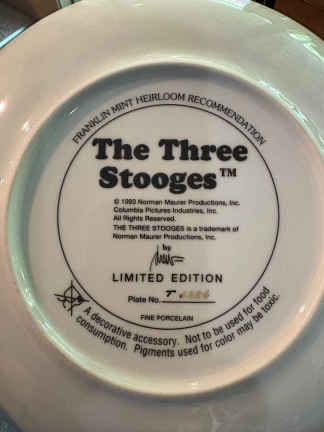 FRANKLIN MINT HEIRLOOM RECOMMENDATION
The Three
Stooges™
© 1993 Norman Maurer Productions, Inc.
Columbia Pictures Industries, Inc.
All Rights Reserved.
THE THREE STOOGES is a trademark of
Norman Maurer Productions, Inc.
by
LIMITED EDITION
Plate No. T
FINE PORCELAIN
A decorative accessory. Not to be used for food
consumption. Pigments used for color may be toxic.